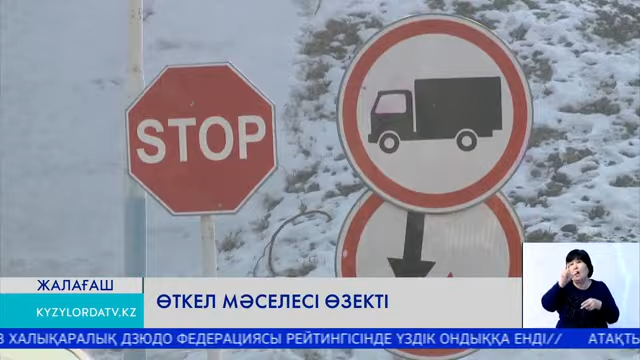 STOP
ЖАЛАҒАШ
KYZYLORDATV.KZ
ӨТКЕЛ МӘСЕЛЕСІ ӨЗЕКТІ
ХАЛЫҚАРАЛЫҚ ДЗЮДО ФЕДЕРАЦИЯСЫ РЕЙТИНГІСІНДЕ ҮЗДІК ОНДЫҚҚА ЕНДІ//